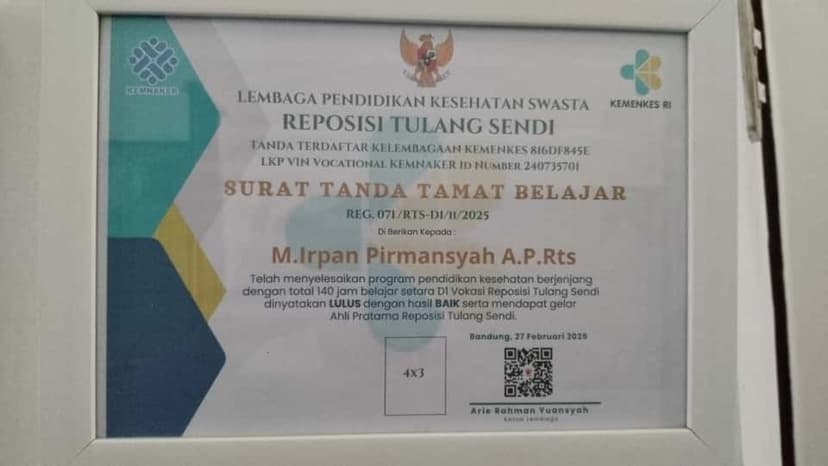 KEMNAKER
KEMENKES RI
LEMBAGA PENDIDIKAN KESEHATAN SWASTA
REPOSISI TULANG SENDI
TANDA TERDAFTAR KELEMBAGAAN KEMENKES 816DF845E
LKP VIN VOCATIONAL KEMNAKER ID NUMBER 240735701
SURAT TANDA TAMAT BELAJAR
REG. 071/RTS-D1/11/2025
Di Berikan Kepada :
M.Irpan Pirmansyah A.P.Rts
Telah menyelesaikan program pendidikan kesehatan berjenjang
dengan total 140 jam belajar setara D1 Vokasi Reposisi Tulang Sendi
dinyatakan LULUS dengan hasil BAIK serta mendapat gelar
Ahli Pratama Reposisi Tulang Sendi.
Bandung, 27 Februari 2025
4x3
Arie Rahman Yuansyah
Ketua Lembaga